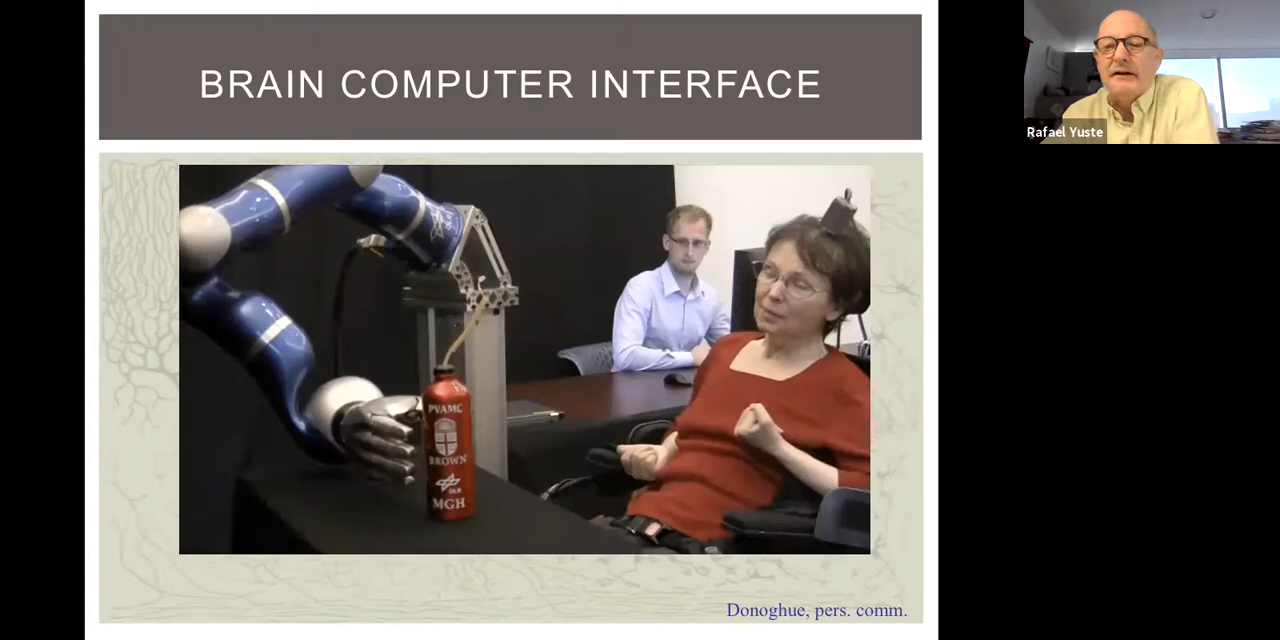 BRAIN COMPUTER INTERFACE
Rafael Yuste
PVAMC
BROWN
DLR
MGH
Donoghue, pers. comm.